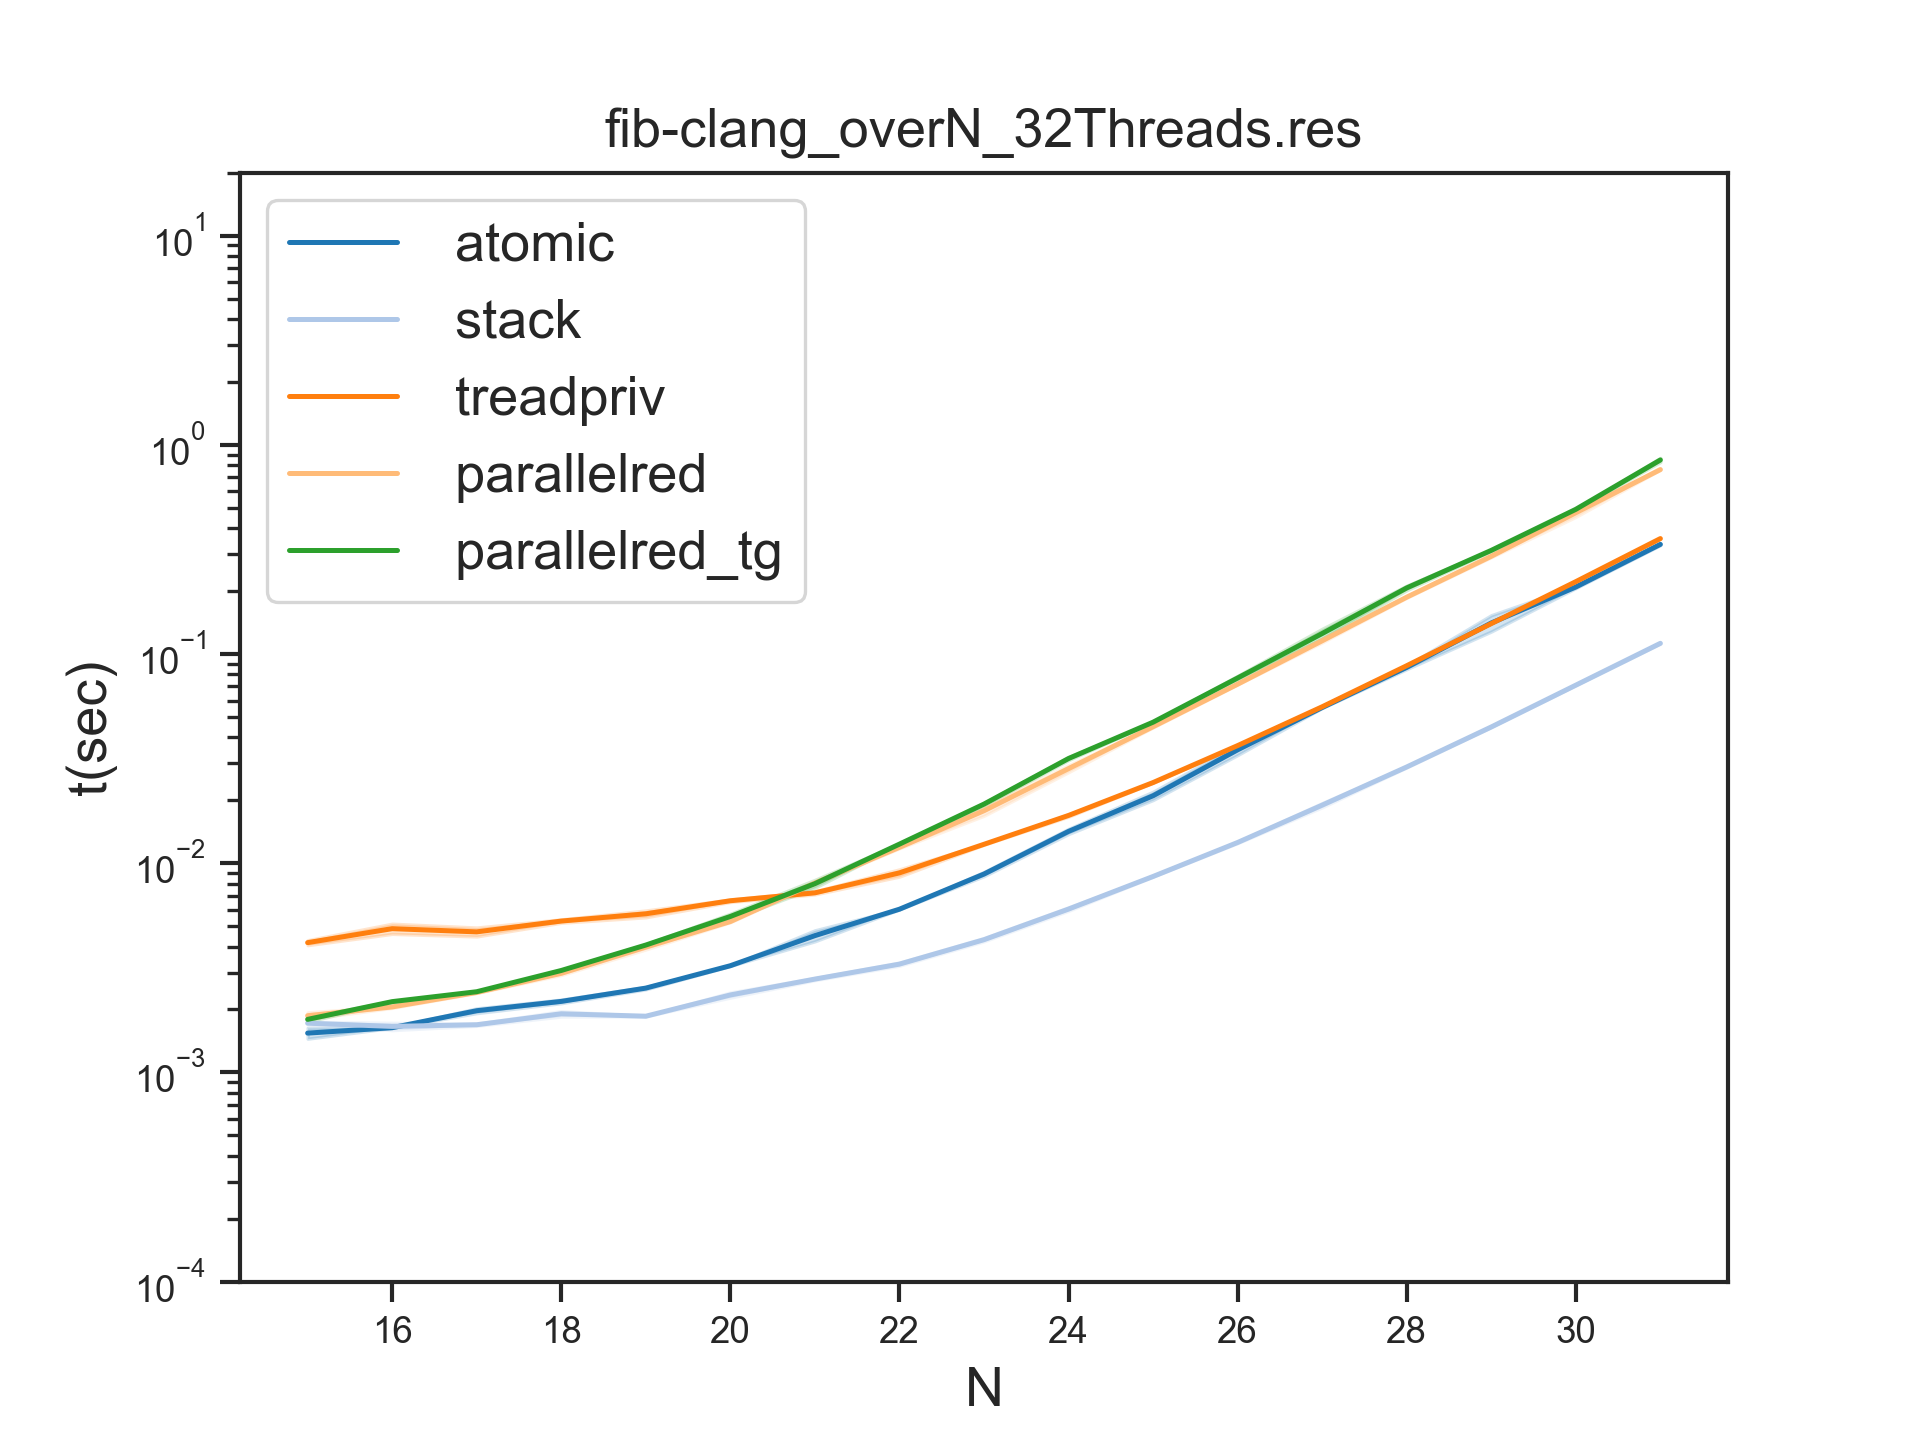 fib-clang_overN_32Threads.res
atomic
stack
treadpriv
parallelred
parallelred_tg
10^1
10^0
10^−1
10^−2
10^−3
10^−4
t(sec)
16 18 20 22 24 26 28 30
N